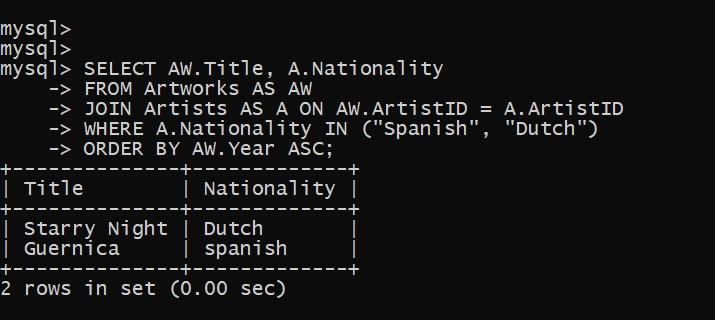 mysql>
mysql>
mysql> SELECT AW.Title, A.Nationality
    -> FROM Artworks AS AW
    -> JOIN Artists AS A ON AW.ArtistID = A.ArtistID
    -> WHERE A.Nationality IN ("Spanish", "Dutch")
    -> ORDER BY AW.Year ASC;
+--------------+-------------+
| Title        | Nationality |
+--------------+-------------+
| Starry Night | Dutch       |
| Guernica     | spanish     |
+--------------+-------------+
2 rows in set (0.00 sec)